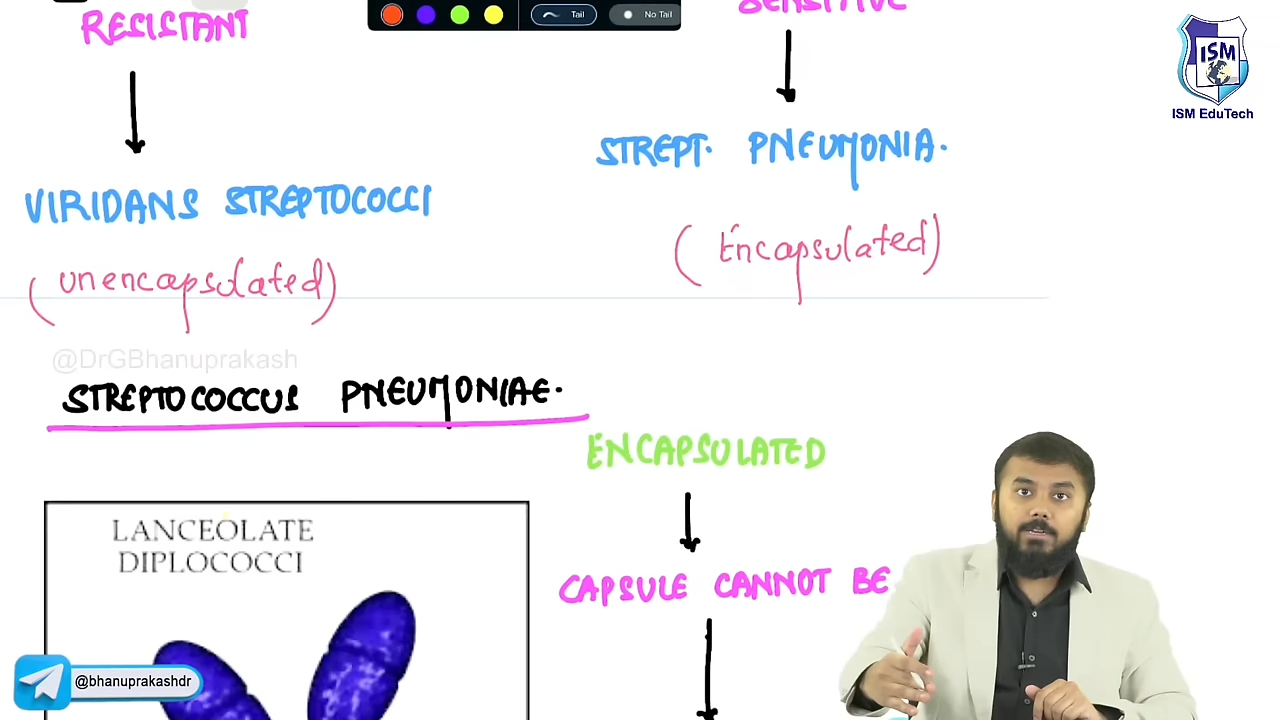 RESISTANT
SENSITIVE
Tail
No Tail
ISM
ISM EduTech
STREPT. PNEUMONIA.
VIRIDANS STREPTOCOCCI
(Encapsulated)
(unencapsulated)
@DrGBhanuprakash
STREPTOCOCCUS PNEUMONIAE.
ENCAPSULATED
LANCEÓLATE
DIPLOCOCCI
CAPSULE CANNOT BE
@bhanuprakashdr